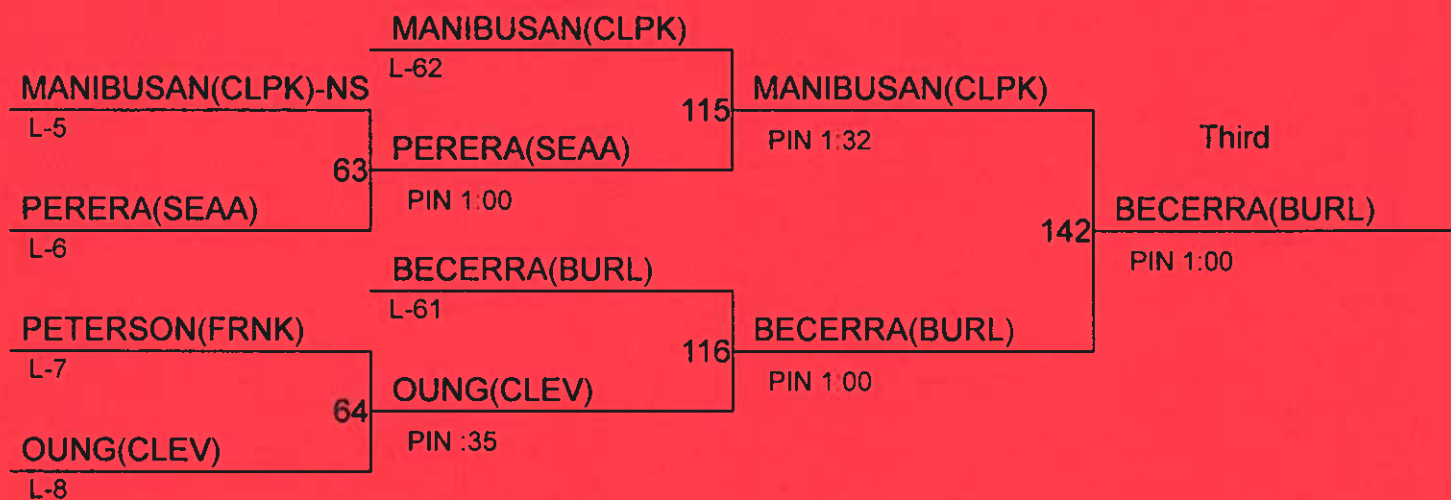 MANIBUSAN(CLPK)
L-62
MANIBUSAN(CLPK)-NS
L-5
115
MANIBUSAN(CLPK)
PIN 1:32
Third
63
PERERA(SEAA)
PIN 1:00
PERERA(SEAA)
L-6
142
BECERRA(BURL)
PIN 1:00
BECERRA(BURL)
L-61
PETERSON(FRNK)
L-7
116
BECERRA(BURL)
PIN 1:00
64
OUNG(CLEV)
PIN :35
OUNG(CLEV)
L-8